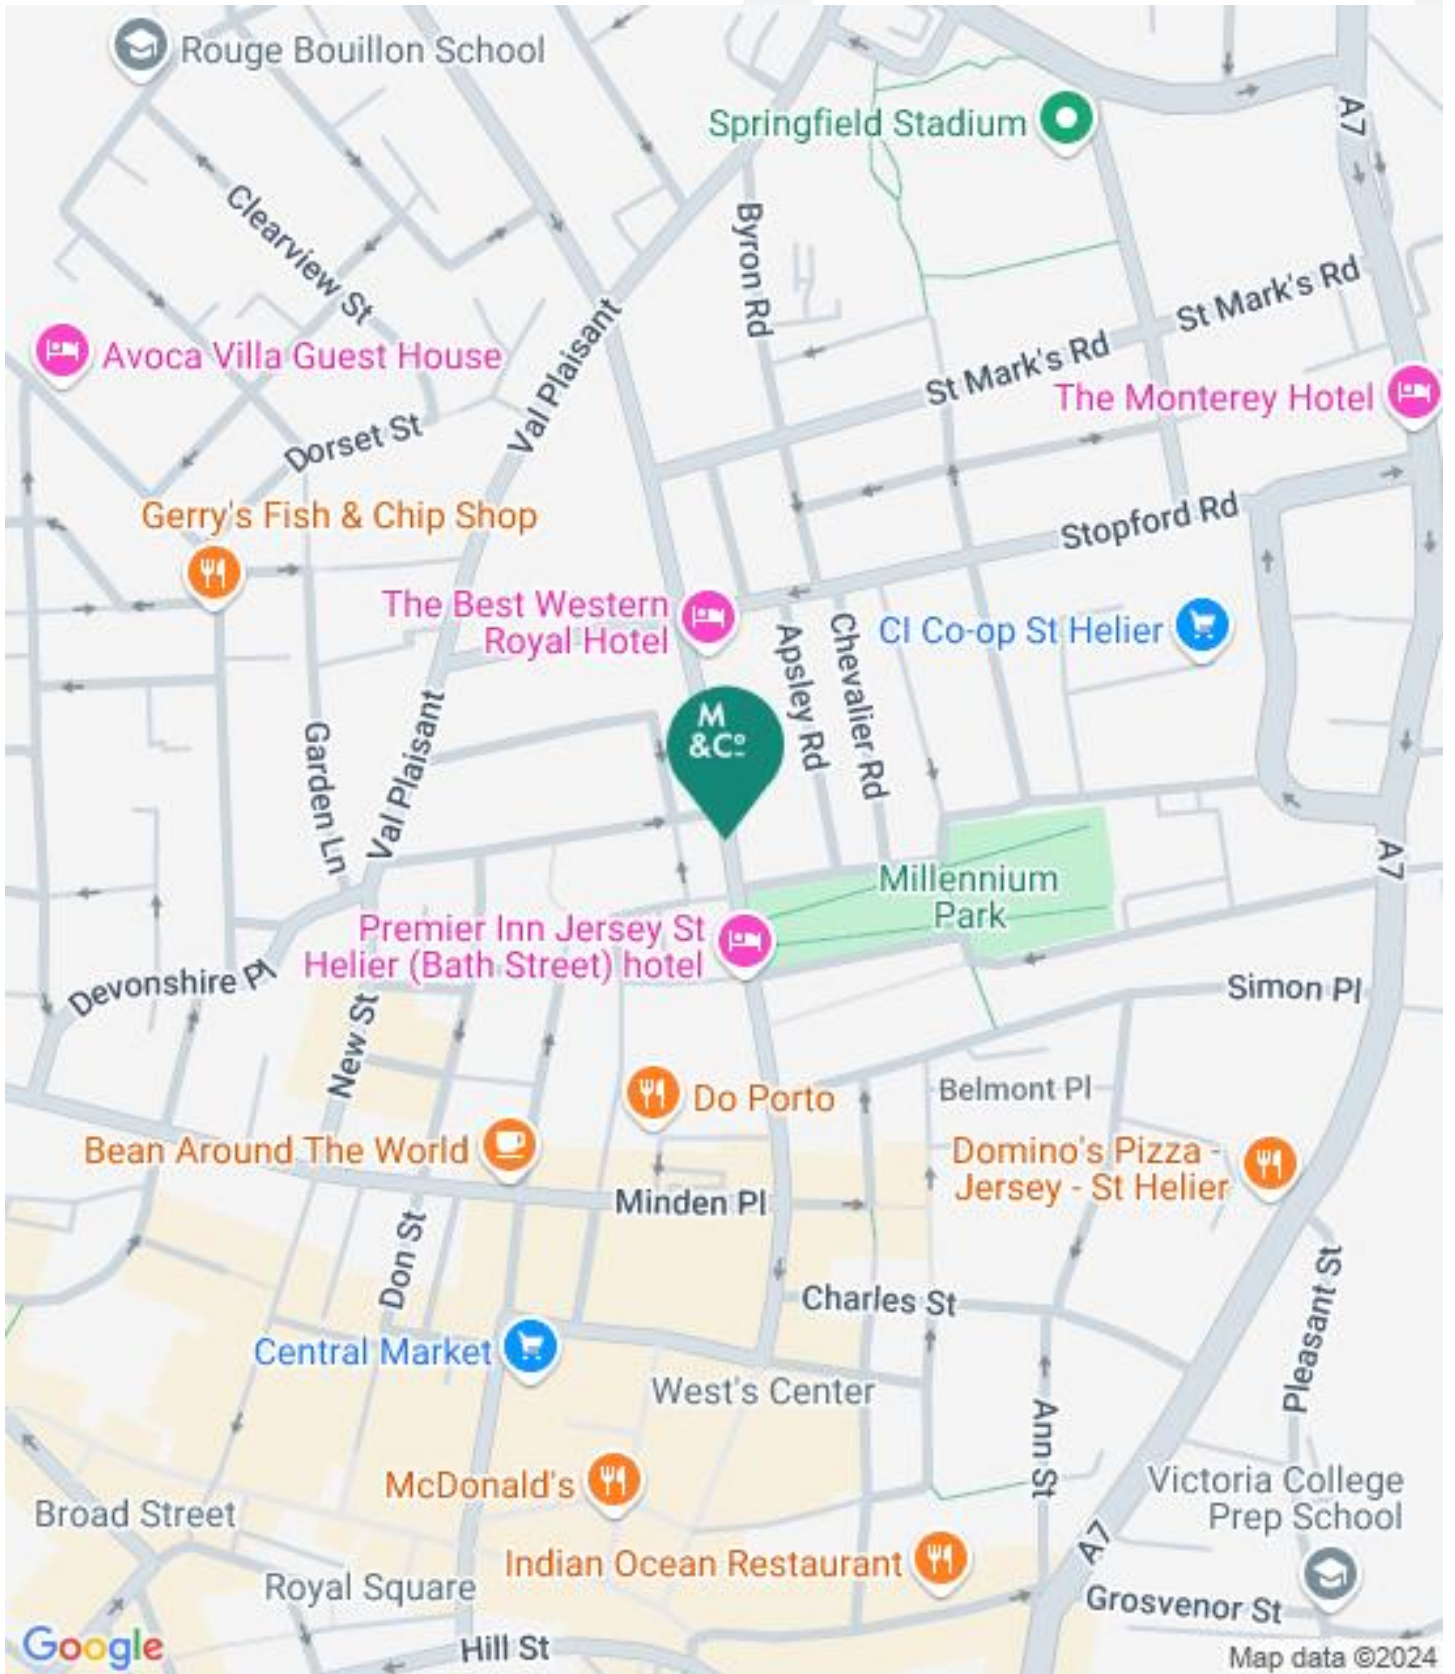 Rouge Bouillon School
Springfield Stadium
A7
Clearview St
Byron Rd
St Mark's Rd
Avoca Villa Guest House
Val Plaisant
St Mark's Rd
The Monterey Hotel
Dorset St
Gerry's Fish & Chip Shop
Stopford Rd
The Best Western
Royal Hotel
CI Co-op St Helier
Apsley Rd
Chevalier Rd
M
&Cº
Garden Ln
Val Plaisant
A7
Millennium
Park
Premier Inn Jersey St
Helier (Bath Street) hotel
Devonshire Pl
Simon Pl
New St
Do Porto
Belmont Pl
Bean Around The World
Domino's Pizza -
Jersey - St Helier
Minden Pl
Don St
Charles St
Pleasant St
Central Market
West's Center
Ann St
McDonald's
Victoria College
Prep School
Broad Street
A7
Indian Ocean Restaurant
Royal Square
Grosvenor St
Google
Hill St
Map data ©2024